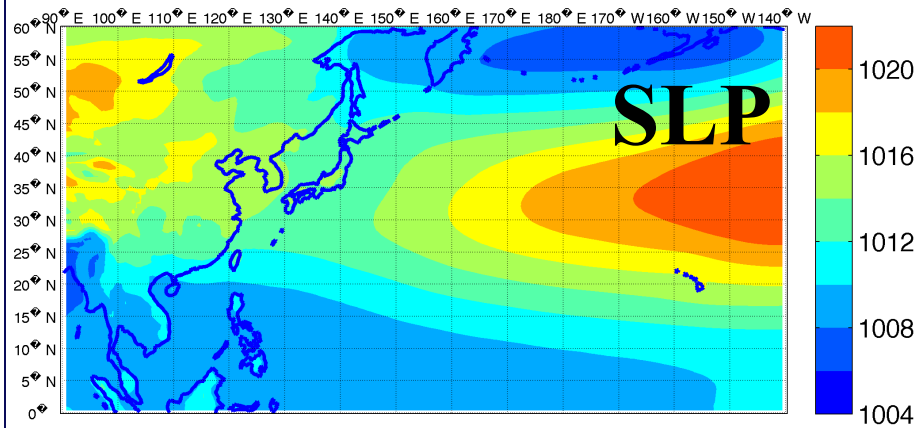 90� E 100� E 110� E 120� E 130� E 140� E 150� E 160� E 170� E 180� W 170� W 160� W 150� W 140� W
60� N
55� N
50� N
45� N
40� N
35� N
30� N
25� N
20� N
15� N
10� N
5� N
0�
SLP
1020
1016
1012
1008
1004